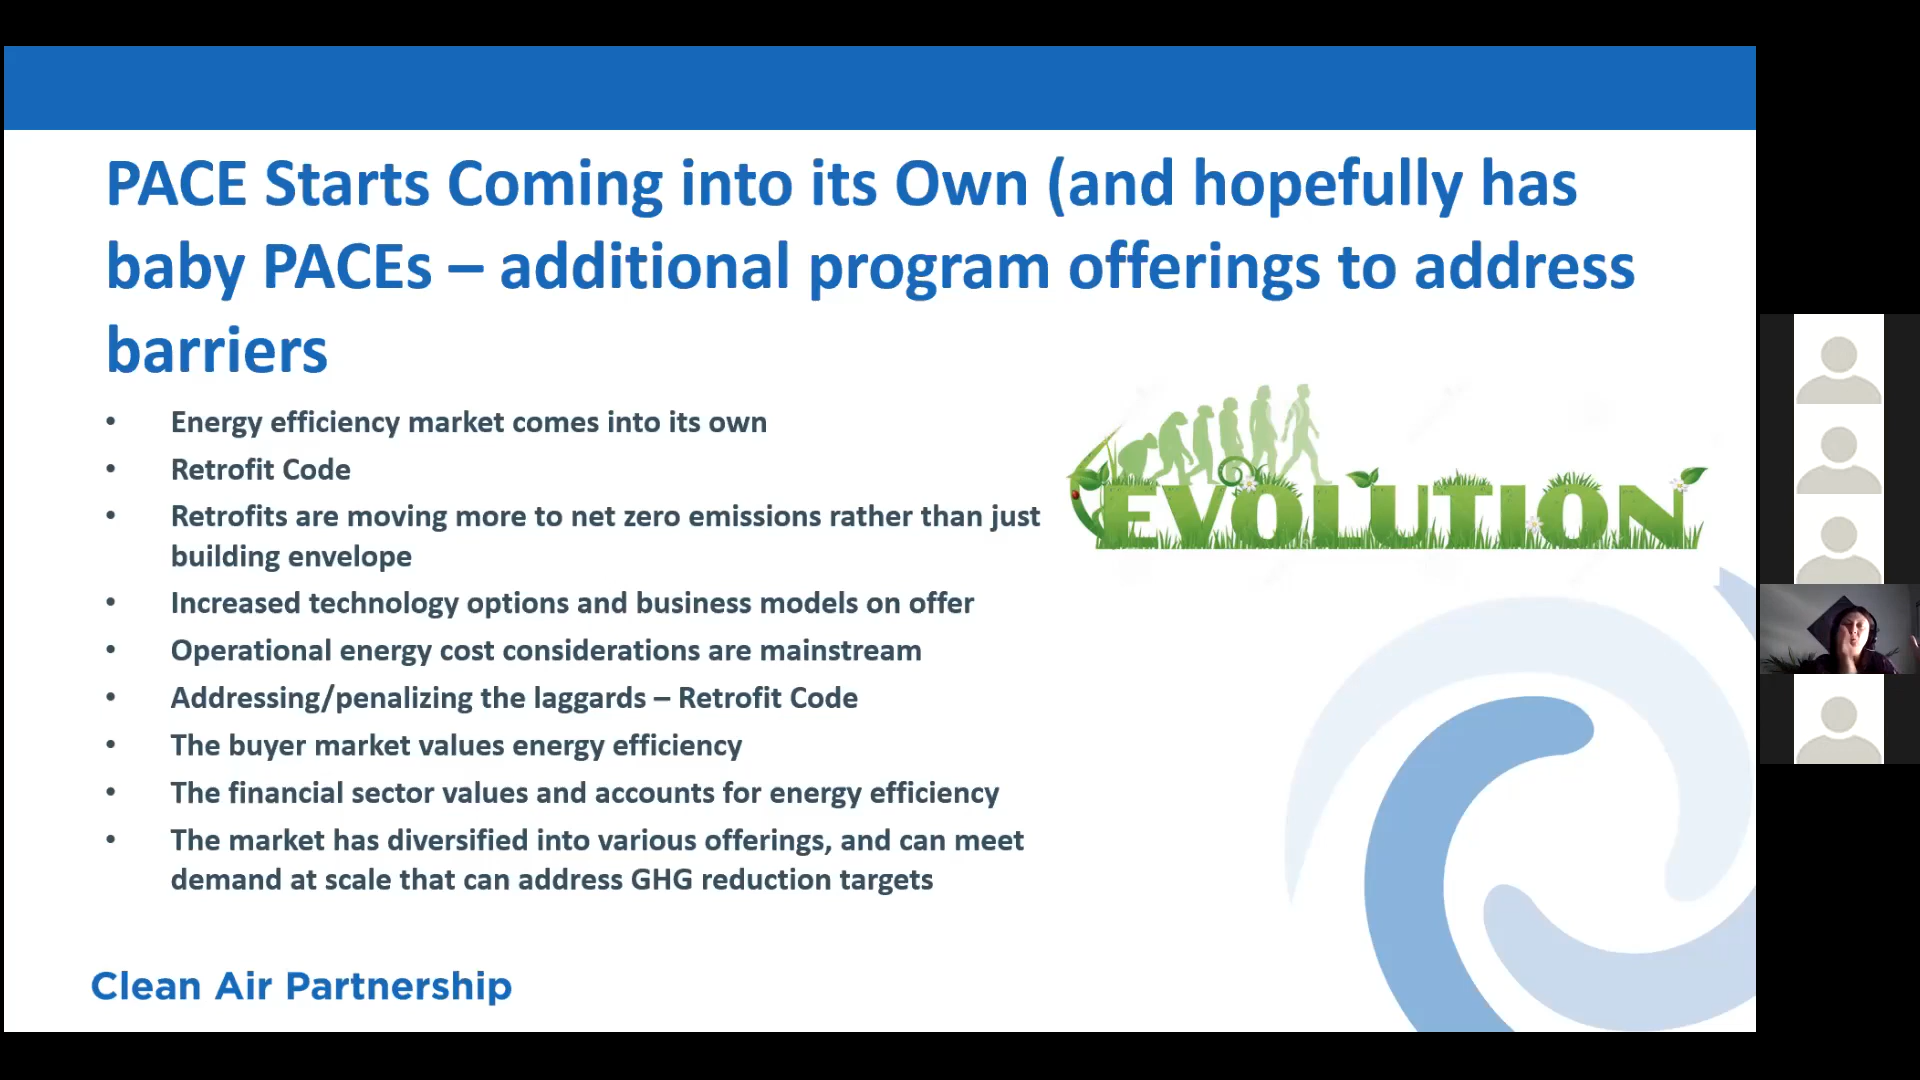 PACE Starts Coming into its Own (and hopefully has
baby PACEs – additional program offerings to address
barriers
• Energy efficiency market comes into its own
• Retrofit Code
• Retrofits are moving more to net zero emissions rather than just
building envelope
• Increased technology options and business models on offer
• Operational energy cost considerations are mainstream
• Addressing/penalizing the laggards – Retrofit Code
• The buyer market values energy efficiency
• The financial sector values and accounts for energy efficiency
• The market has diversified into various offerings, and can meet
demand at scale that can address GHG reduction targets
EVOLUTION
Clean Air Partnership